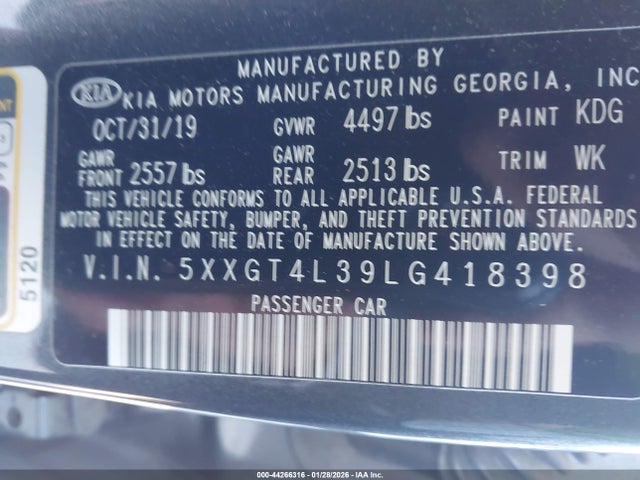 MANUFACTURED BY
KIA KIA MOTORS MANUFACTURING GEORGIA, INC
OCT/31/19 GVWR 4497 lbs PAINT KDG
GAWR FRONT 2557 lbs GAWR REAR 2513 lbs TRIM WK
THIS VEHICLE CONFORMS TO ALL APPLICABLE U.S.A. FEDERAL
MOTOR VEHICLE SAFETY, BUMPER, AND THEFT PREVENTION STANDARDS
IN EFFECT ON THE DATE OF MANUFACTURE SHOWN ABOVE.
V.I.N. 5XXGT4L39LG418398
PASSENGER CAR
5120
000-44266316 - 01/28/2026 - IAA Inc.